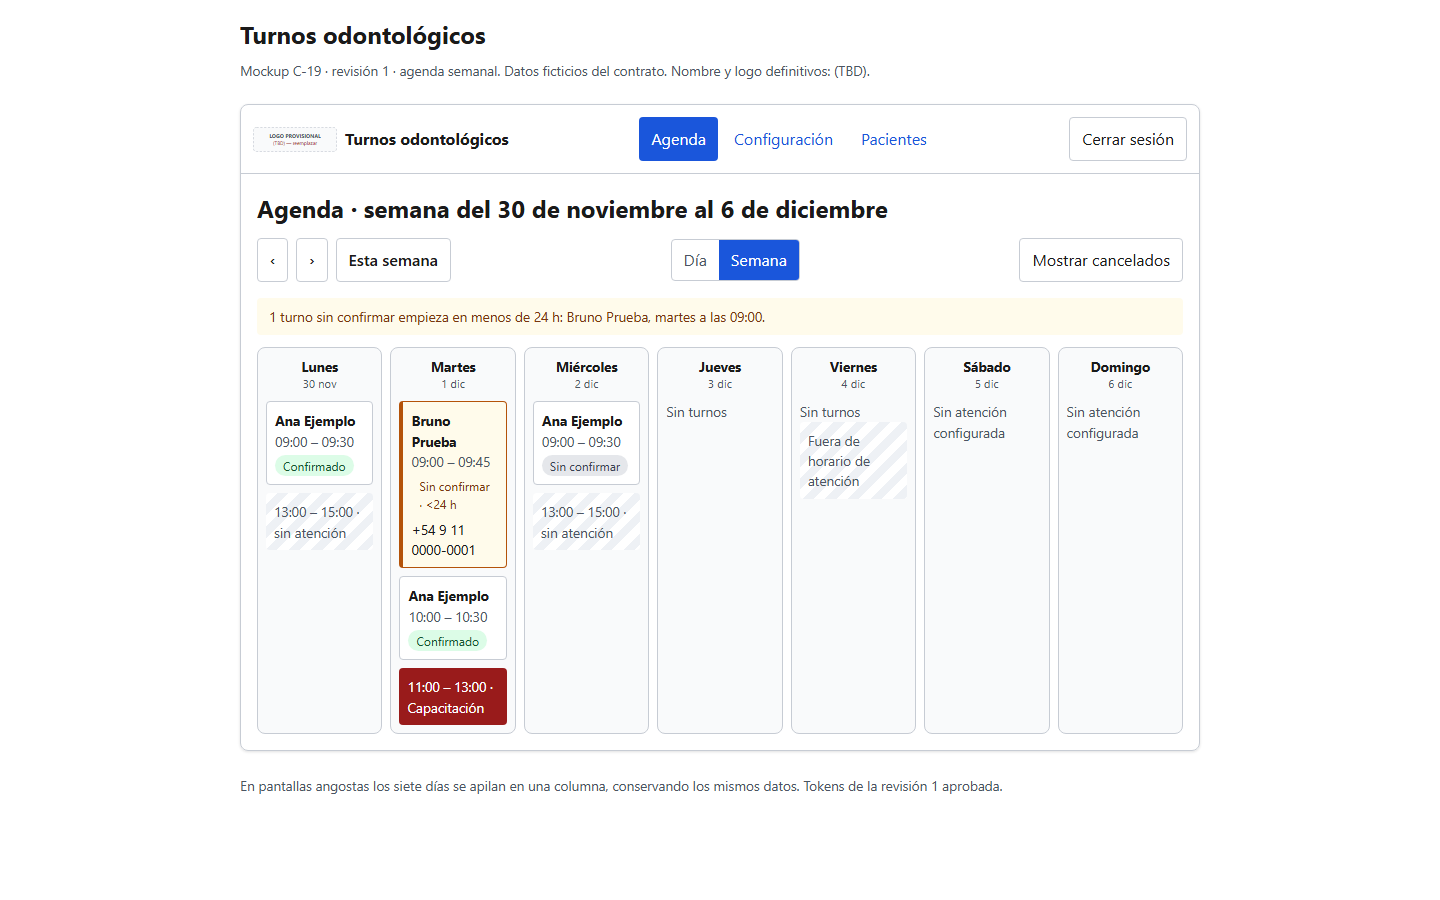 Turnos odontológicos
Mockup C-19 · revisión 1 · agenda semanal. Datos ficticios del contrato. Nombre y logo definitivos: (TBD).
LOGO PROVISIONAL
(TBD) — reemplazar
Turnos odontológicos
Agenda
Configuración
Pacientes
Cerrar sesión
Agenda · semana del 30 de noviembre al 6 de diciembre
‹
›
Esta semana
Día
Semana
Mostrar cancelados
1 turno sin confirmar empieza en menos de 24 h: Bruno Prueba, martes a las 09:00.
Lunes
30 nov
Ana Ejemplo
09:00 – 09:30
Confirmado
13:00 – 15:00 ·
sin atención
Martes
1 dic
Bruno
Prueba
09:00 – 09:45
Sin confirmar
· <24 h
+54 9 11
0000-0001
Ana Ejemplo
10:00 – 10:30
Confirmado
11:00 – 13:00 ·
Capacitación
Miércoles
2 dic
Ana Ejemplo
09:00 – 09:30
Sin confirmar
13:00 – 15:00 ·
sin atención
Jueves
3 dic
Sin turnos
Viernes
4 dic
Sin turnos
Fuera de
horario de
atención
Sábado
5 dic
Sin atención
configurada
Domingo
6 dic
Sin atención
configurada
En pantallas angostas los siete días se apilan en una columna, conservando los mismos datos. Tokens de la revisión 1 aprobada.